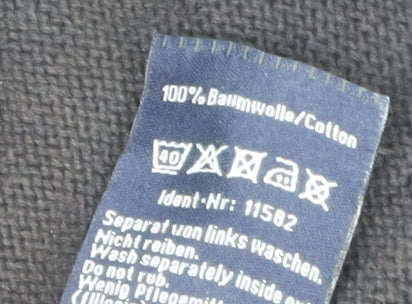 100% Baumwolle/Cotton
40
Ident-Nr: 11582
Separat von links waschen.
Nicht reiben.
Wash separately inside
Do not rub.
Wenig